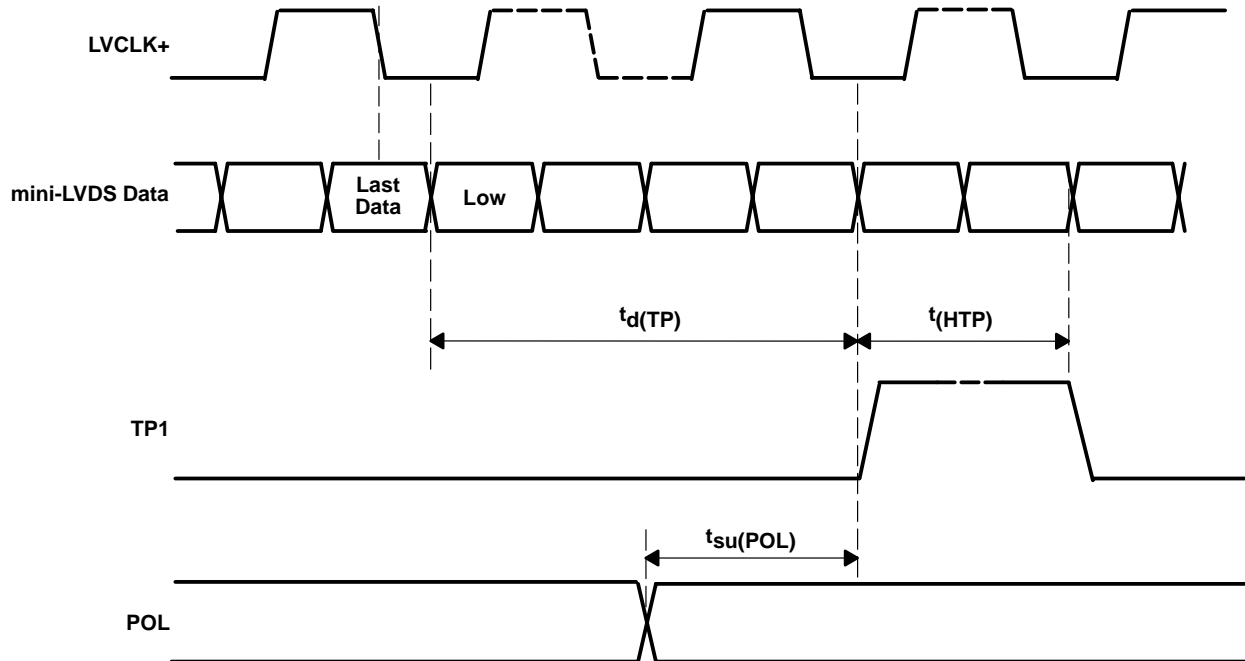 LVCLK+
mini-LVDS Data
Last
Data
Low
td(TP)
t(HTP)
TP1
tsu(POL)
POL